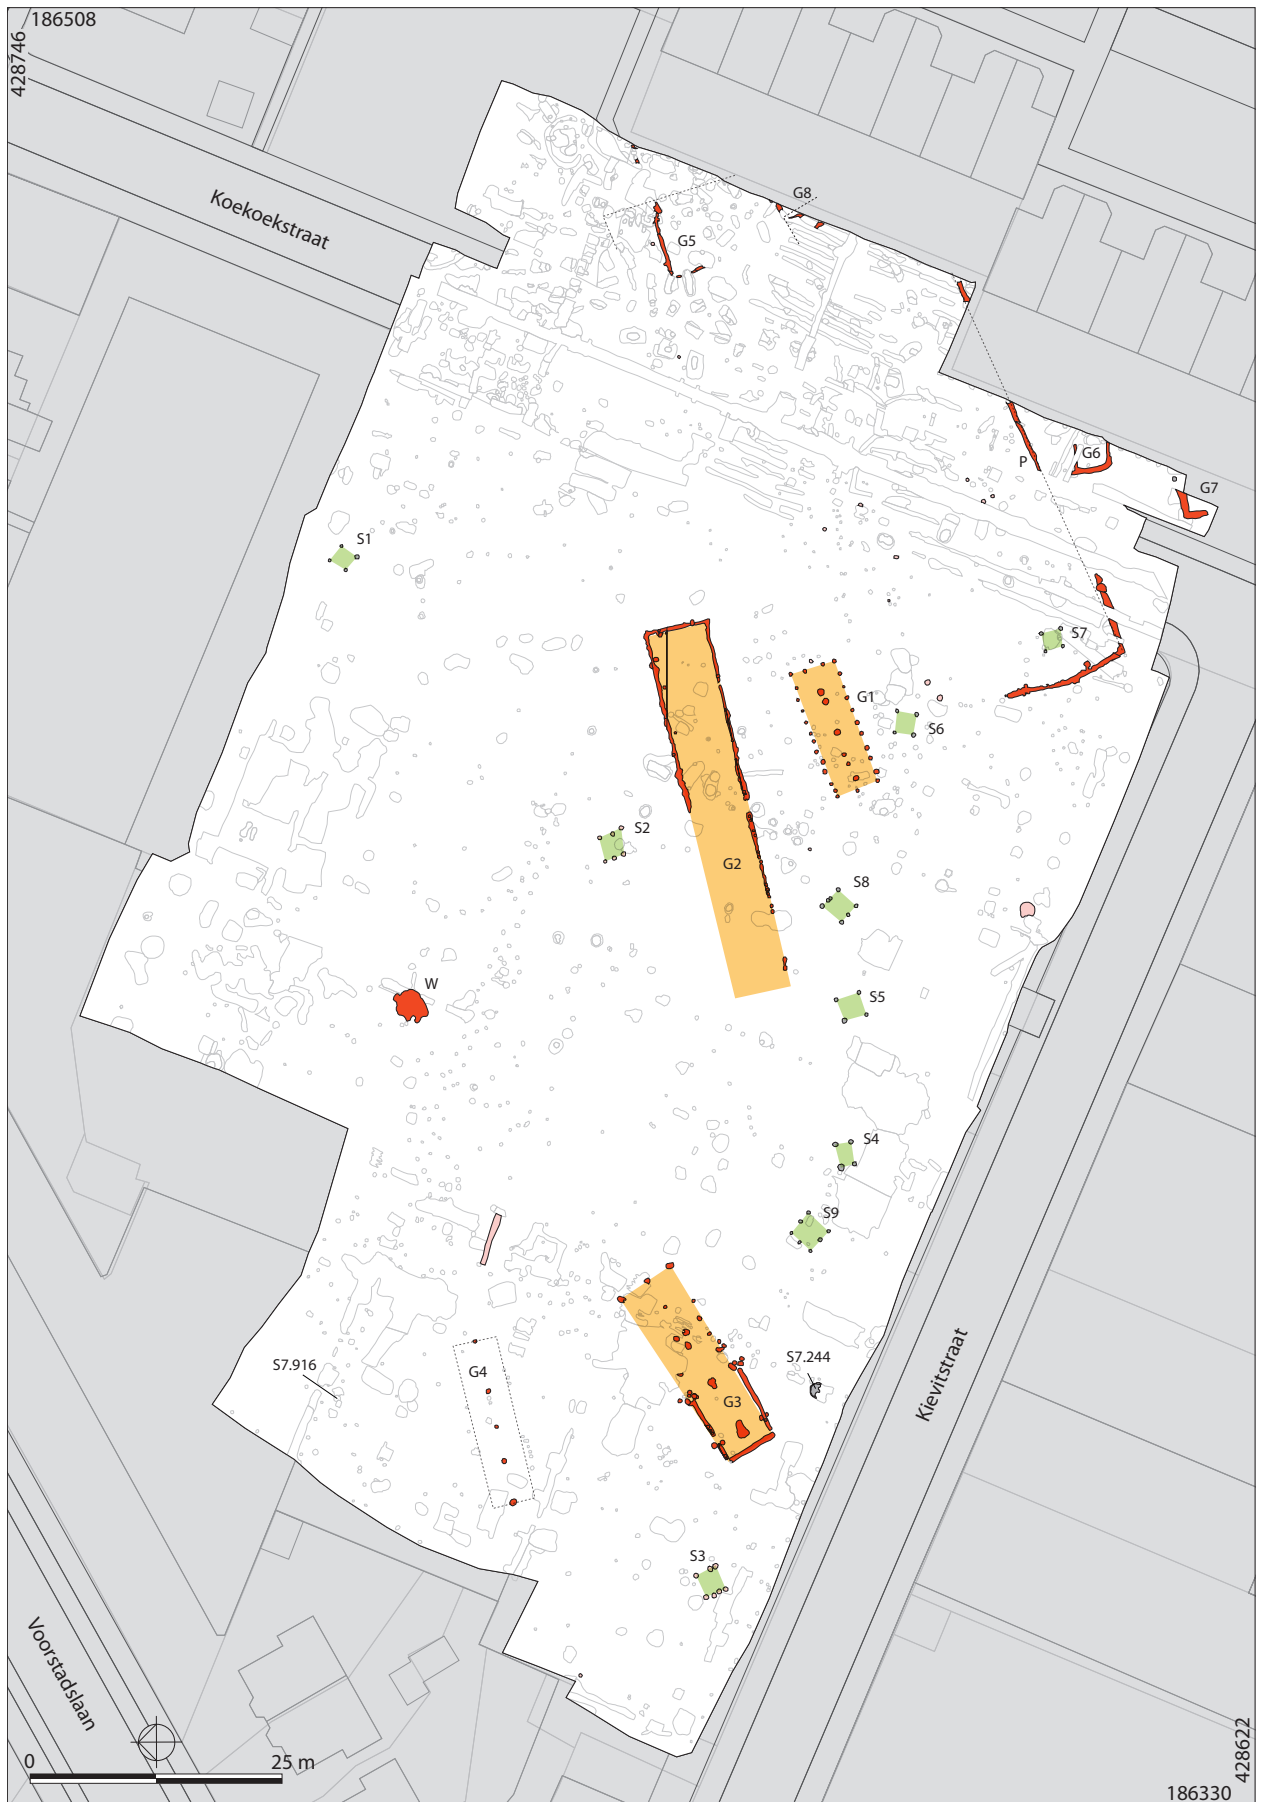 186508
428746
Koekoekstraat
G8
G5
P
G6
G7
S1
S7
G1
S6
S2
G2
S8
W
S5
S4
S9
S7.916
G4
S7.244
G3
Kievitstraat
S3
Voorstadslaan
0 25 m
428622
186330